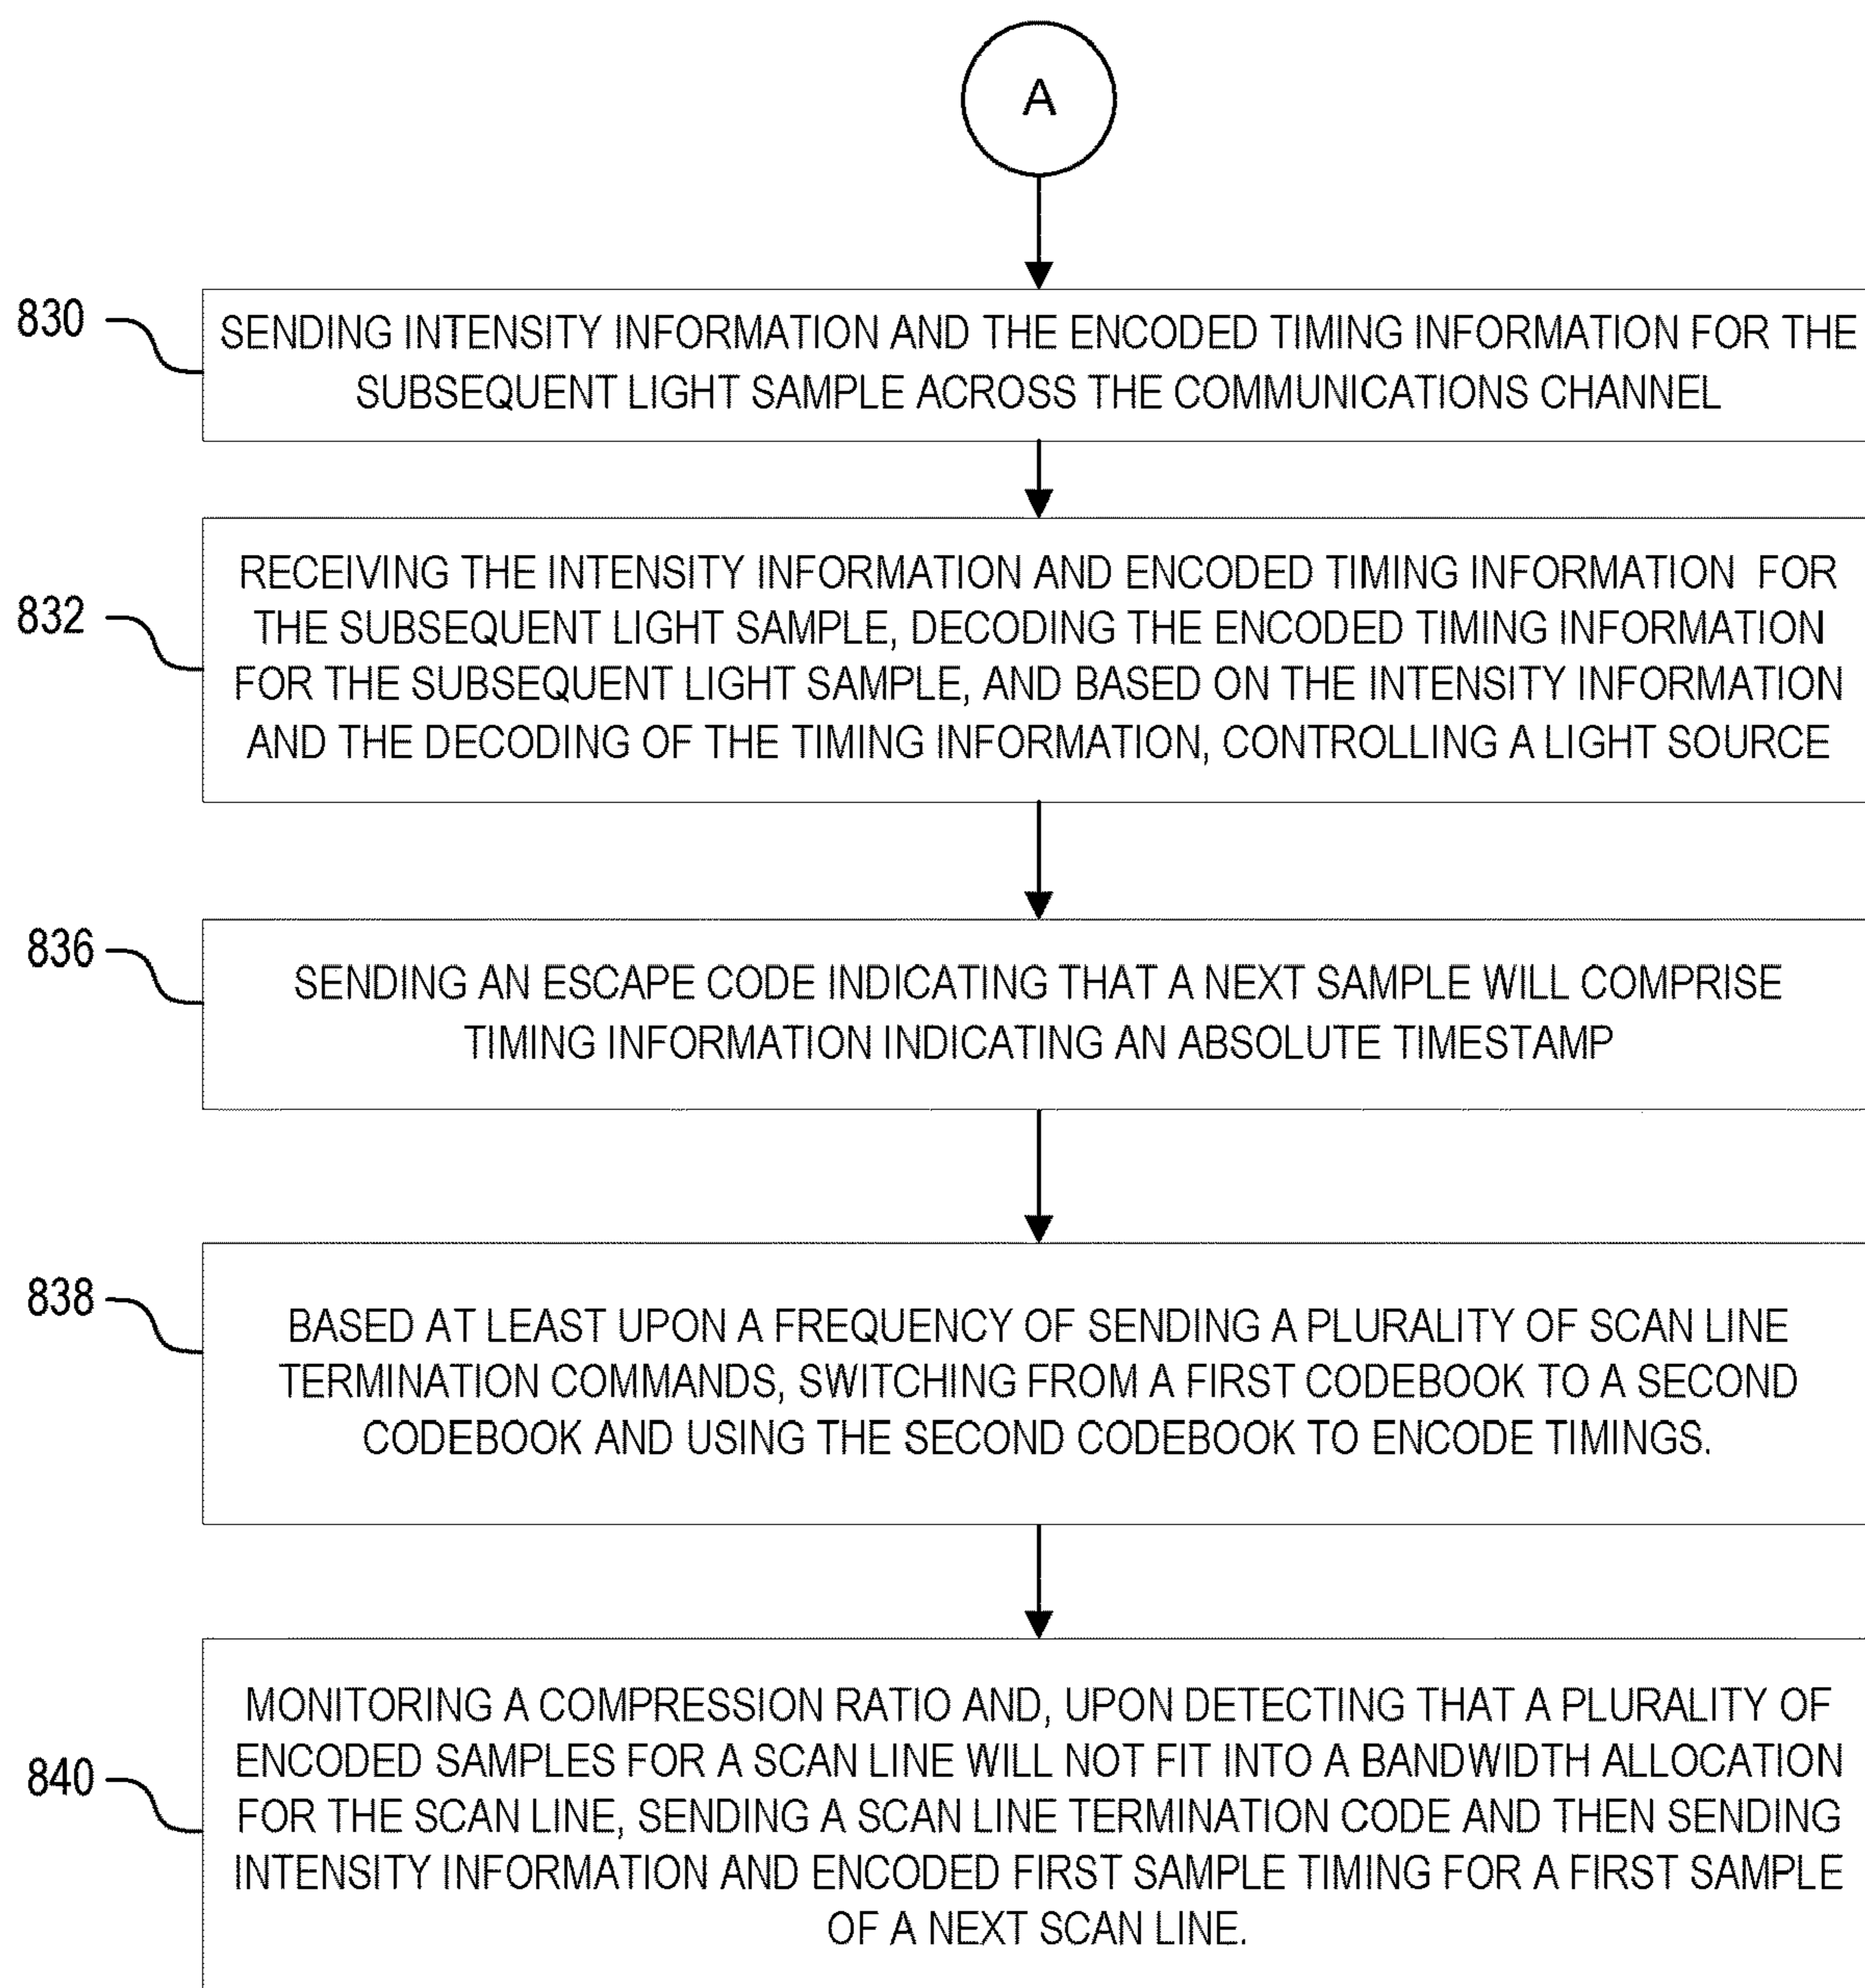 A
830
SENDING INTENSITY INFORMATION AND THE ENCODED TIMING INFORMATION FOR THE
SUBSEQUENT LIGHT SAMPLE ACROSS THE COMMUNICATIONS CHANNEL
832
RECEIVING THE INTENSITY INFORMATION AND ENCODED TIMING INFORMATION FOR
THE SUBSEQUENT LIGHT SAMPLE, DECODING THE ENCODED TIMING INFORMATION
FOR THE SUBSEQUENT LIGHT SAMPLE, AND BASED ON THE INTENSITY INFORMATION
AND THE DECODING OF THE TIMING INFORMATION, CONTROLLING A LIGHT SOURCE
836
SENDING AN ESCAPE CODE INDICATING THAT A NEXT SAMPLE WILL COMPRISE
TIMING INFORMATION INDICATING AN ABSOLUTE TIMESTAMP
838
BASED AT LEAST UPON A FREQUENCY OF SENDING A PLURALITY OF SCAN LINE
TERMINATION COMMANDS, SWITCHING FROM A FIRST CODEBOOK TO A SECOND
CODEBOOK AND USING THE SECOND CODEBOOK TO ENCODE TIMINGS.
840
MONITORING A COMPRESSION RATIO AND, UPON DETECTING THAT A PLURALITY OF
ENCODED SAMPLES FOR A SCAN LINE WILL NOT FIT INTO A BANDWIDTH ALLOCATION
FOR THE SCAN LINE, SENDING A SCAN LINE TERMINATION CODE AND THEN SENDING
INTENSITY INFORMATION AND ENCODED FIRST SAMPLE TIMING FOR A FIRST SAMPLE
OF A NEXT SCAN LINE.